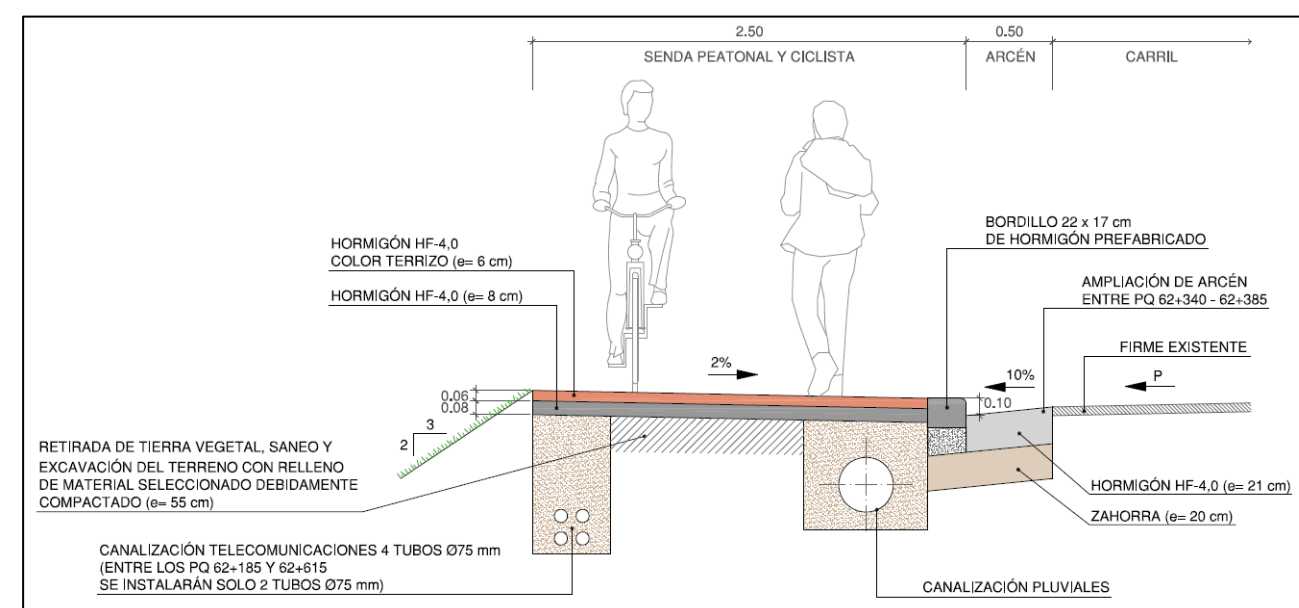 2.50
0.50
SENDA PEATONAL Y CICLISTA
ARCÉN
CARRIL
BORDILLO 22 x 17 cm
DE HORMIGÓN PREFABRICADO
HORMIGÓN HF-4,0
COLOR TERRIZO (e= 6 cm)
HORMIGÓN HF-4,0 (e= 8 cm)
AMPLIACIÓN DE ARCÉN
ENTRE PQ 62+340 - 62+385
FIRME EXISTENTE
2%
10%
P
0.06
0.08
0.10
3
2
RETIRADA DE TIERRA VEGETAL, SANEO Y
EXCAVACIÓN DEL TERRENO CON RELLENO
DE MATERIAL SELECCIONADO DEBIDAMENTE
COMPACTADO (e= 55 cm)
HORMIGÓN HF-4,0 (e= 21 cm)
ZAHORRA (e= 20 cm)
CANALIZACIÓN TELECOMUNICACIONES 4 TUBOS Ø75 mm
(ENTRE LOS PQ 62+185 Y 62+615
SE INSTALARÁN SOLO 2 TUBOS Ø75 mm)
CANALIZACIÓN PLUVIALES